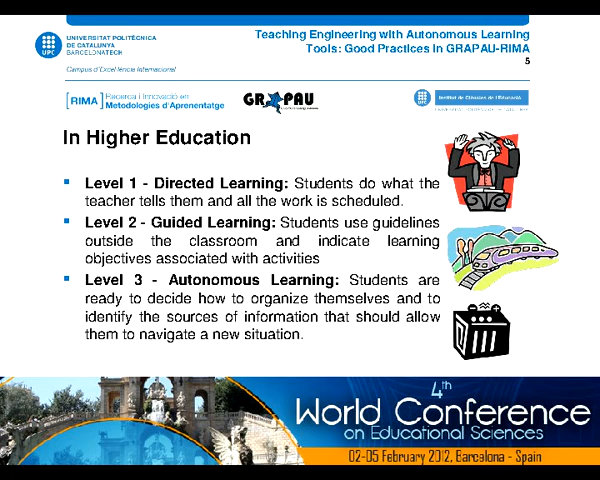 UNIVERSITAT POLITÈCNICA
DE CATALUNYA
BARCELONATECH
UPC
Campus d'Excel·lència Internacional
Teaching Engineering with Autonomous Learning
Tools: Good Practices in GRAPAU-RIMA
5
[RIMA] Recerca i Innovació en
Metodologies d'Aprenentatge
GRAPAU
UPC
Institut de Ciències de l'Educació
In Higher Education
Level 1 - Directed Learning: Students do what the
teacher tells them and all the work is scheduled.
Level 2 - Guided Learning: Students use guidelines
outside the classroom and indicate learning
objectives associated with activities
Level 3 - Autonomous Learning: Students are
ready to decide how to organize themselves and to
identify the sources of information that should allow
them to navigate a new situation.
4th
World Conference
on Educational Sciences
02-05 February 2012, Barcelona - Spain